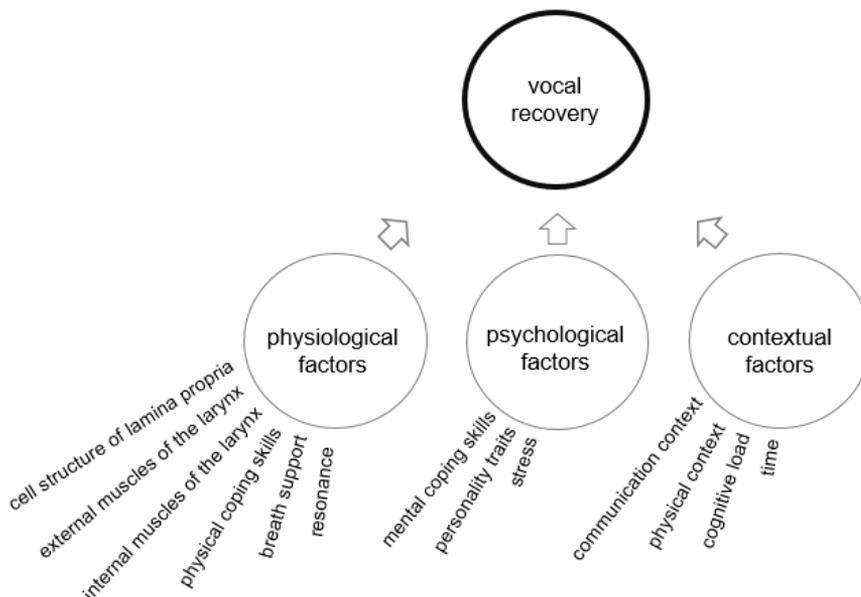 vocal
recovery
physiological
factors
psychological
factors
contextual
factors
cell structure of lamina propria
external muscles of the larynx
internal muscles of the larynx
physical coping skills
breath support
resonance
mental coping skills
personality traits
stress
communication context
physical context
cognitive load
time